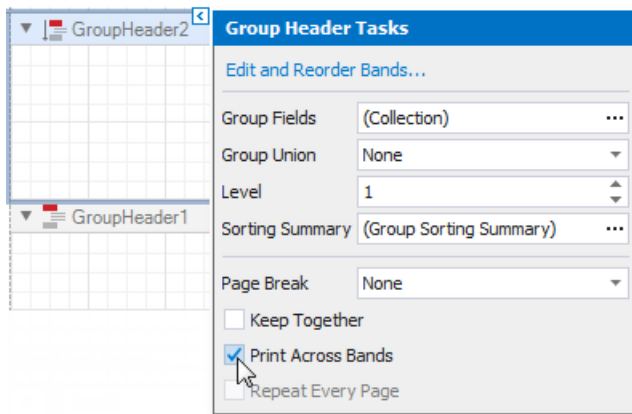 GroupHeader2
GroupHeader1
Group Header Tasks
Edit and Reorder Bands...
Group Fields (Collection) ...
Group Union None
Level 1
Sorting Summary (Group Sorting Summary) ...
Page Break None
Keep Together
Print Across Bands
Repeat Every Page